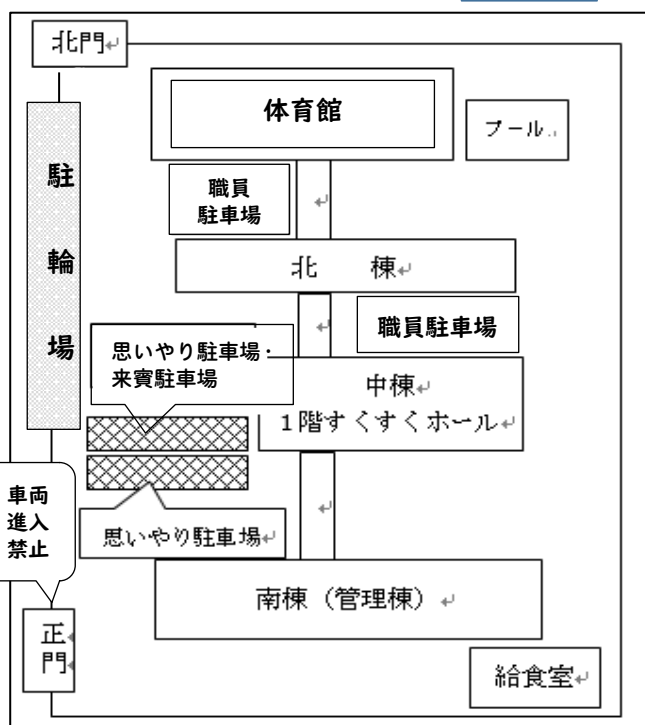 北門
体育館
プール
駐輪場
職員
駐車場
北　棟
職員駐車場
思いやり駐車場・
来賓駐車場
中棟
1階すくすくホール
車両
進入
禁止
思いやり駐車場
南棟（管理棟）
正門
給食室